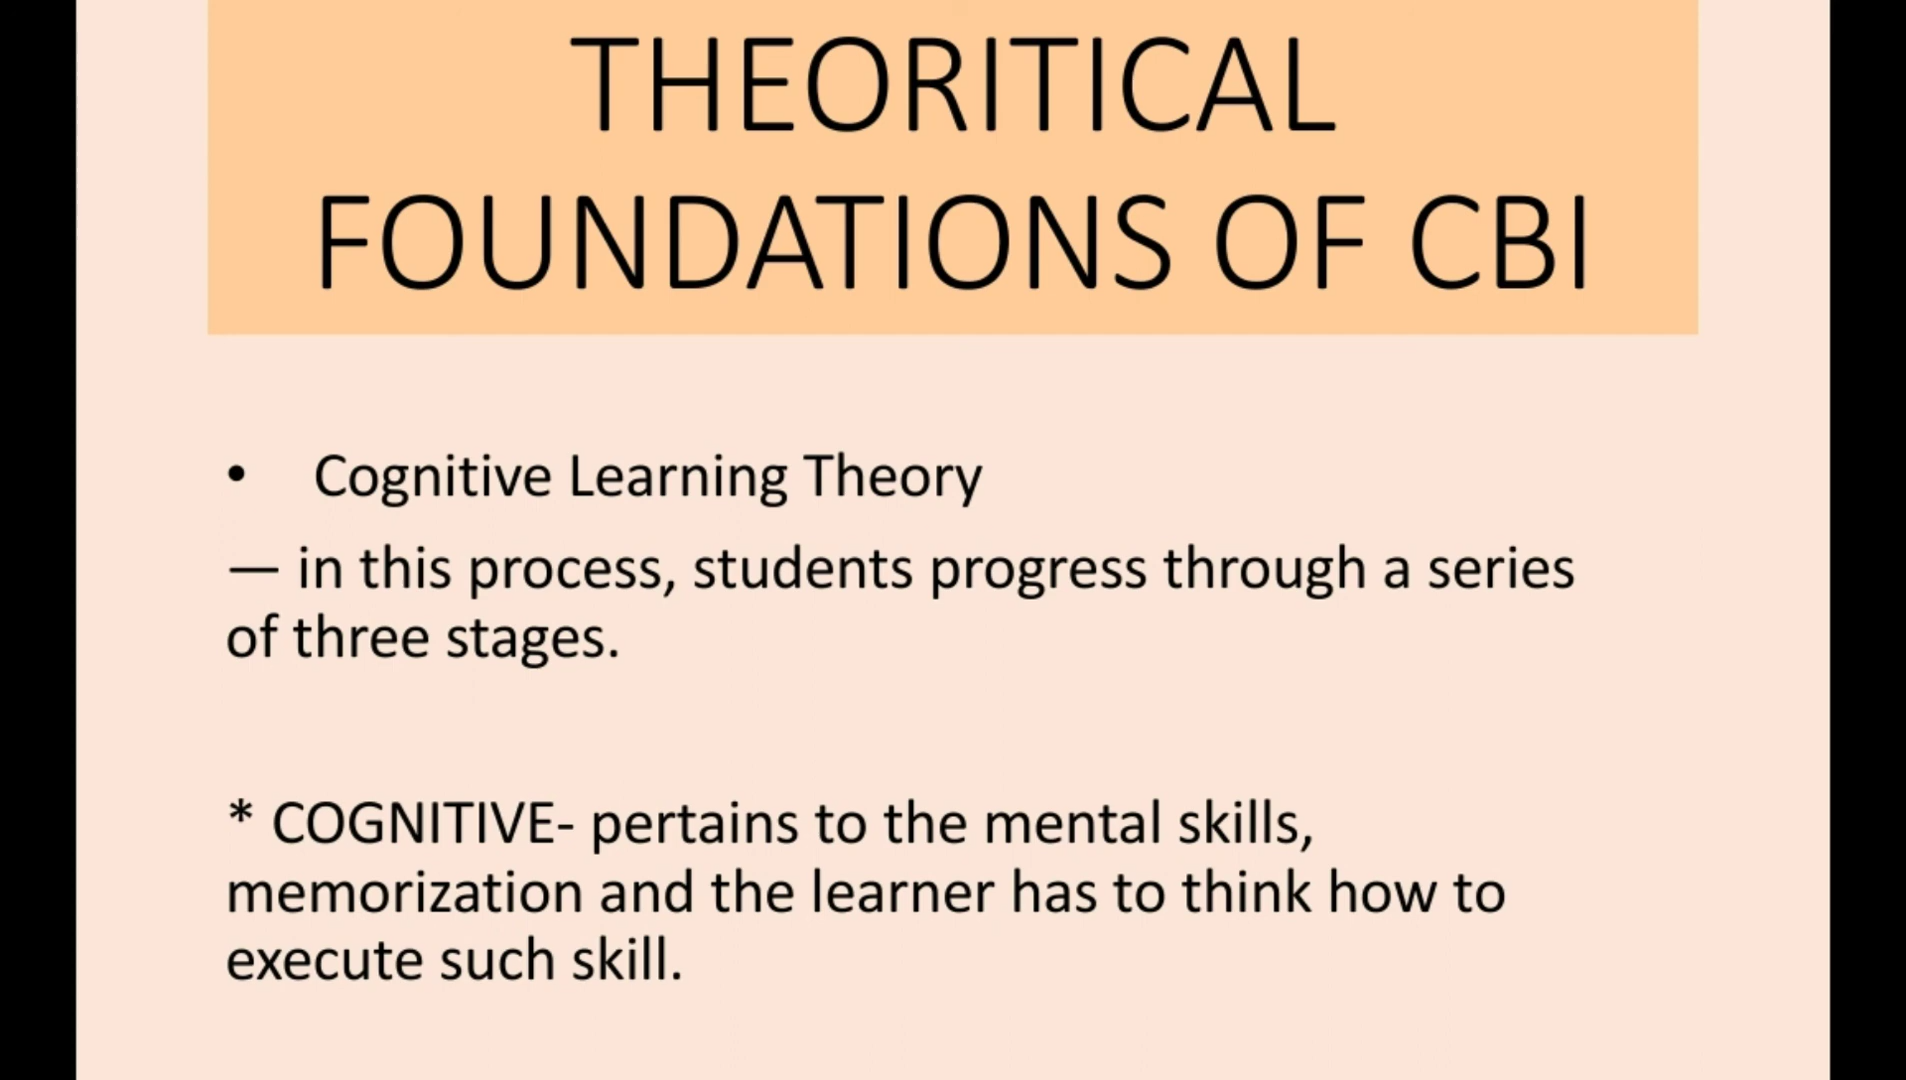 THEORITICAL
FOUNDATIONS OF CBI
• Cognitive Learning Theory
— in this process, students progress through a series
of three stages.
* COGNITIVE- pertains to the mental skills,
memorization and the learner has to think how to
execute such skill.